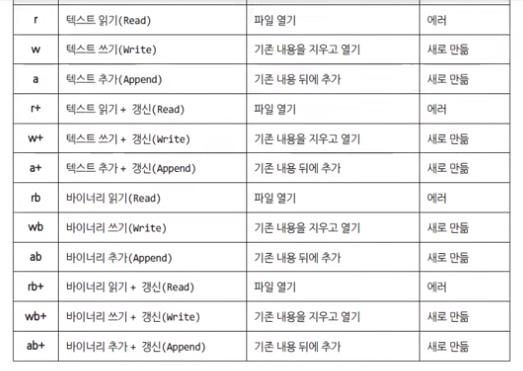 r 텍스트 읽기(Read) 파일 열기 에러
w 텍스트 쓰기(Write) 기존 내용을 지우고 열기 새로 만듦
a 텍스트 추가(Append) 기존 내용 뒤에 추가 새로 만듦
r+ 텍스트 읽기 + 갱신(Read) 파일 열기 에러
w+ 텍스트 쓰기 + 갱신(Write) 기존 내용을 지우고 열기 새로 만듦
a+ 텍스트 추가 + 갱신(Append) 기존 내용 뒤에 추가 새로 만듦
rb 바이너리 읽기(Read) 파일 열기 에러
wb 바이너리 쓰기(Write) 기존 내용을 지우고 열기 새로 만듦
ab 바이너리 추가(Append) 기존 내용 뒤에 추가 새로 만듦
rb+ 바이너리 읽기 + 갱신(Read) 파일 열기 에러
wb+ 바이너리 쓰기 + 갱신(Write) 기존 내용을 지우고 열기 새로 만듦
ab+ 바이너리 추가 + 갱신(Append) 기존 내용 뒤에 추가 새로 만듦